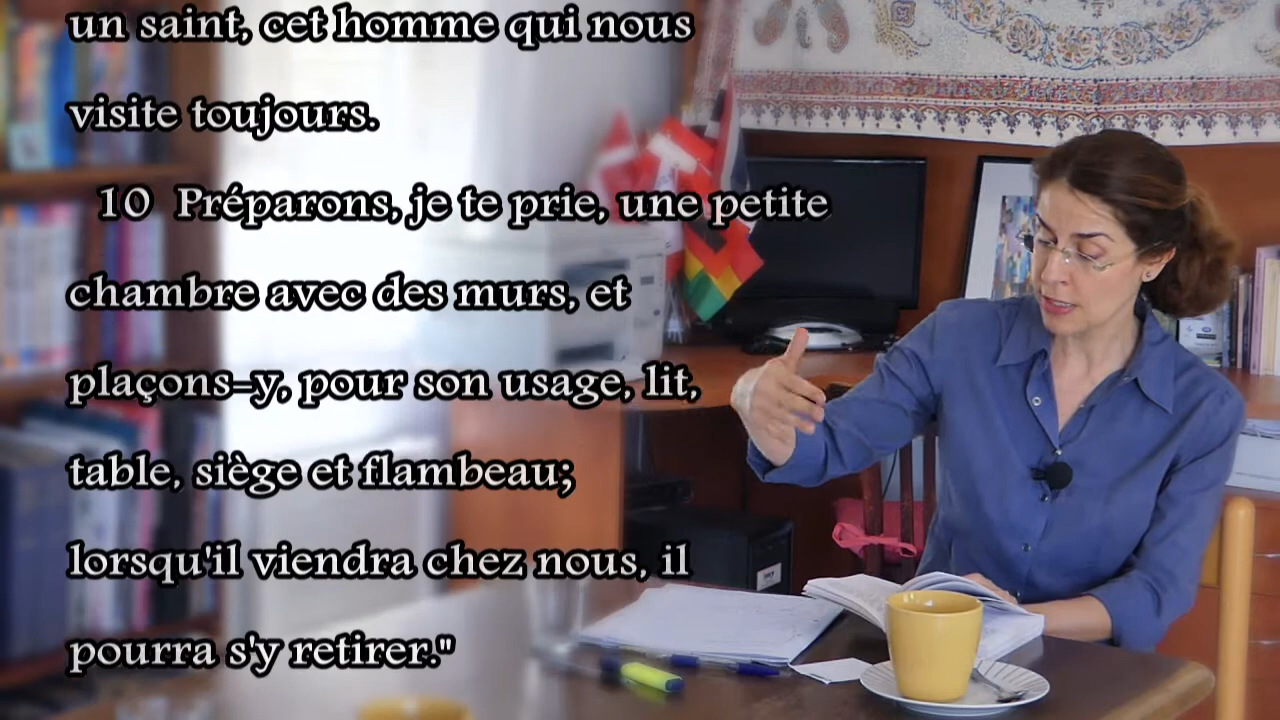 un saint, cet homme qui nous
visite toujours.
10 Préparons, je te prie, une petite
chambre avec des murs, et
plaçons-y, pour son usage, lit,
table, siège et flambeau;
lorsqu'il viendra chez nous, il
pourra s'y retirer."